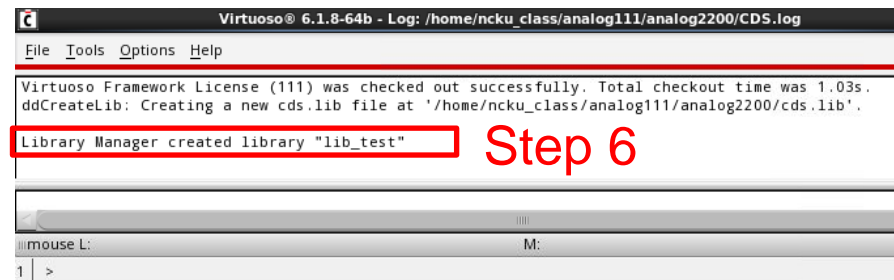 Virtuoso® 6.1.8-64b - Log: /home/ncku_class/analog111/analog2200/CDS.log
File Tools Options Help
Virtuoso Framework License (111) was checked out successfully. Total checkout time was 1.03s.
ddCreateLib: Creating a new cds.lib file at '/home/ncku_class/analog111/analog2200/cds.lib'.
Library Manager created library "lib_test"
Step 6
mouse L: M:
1 >